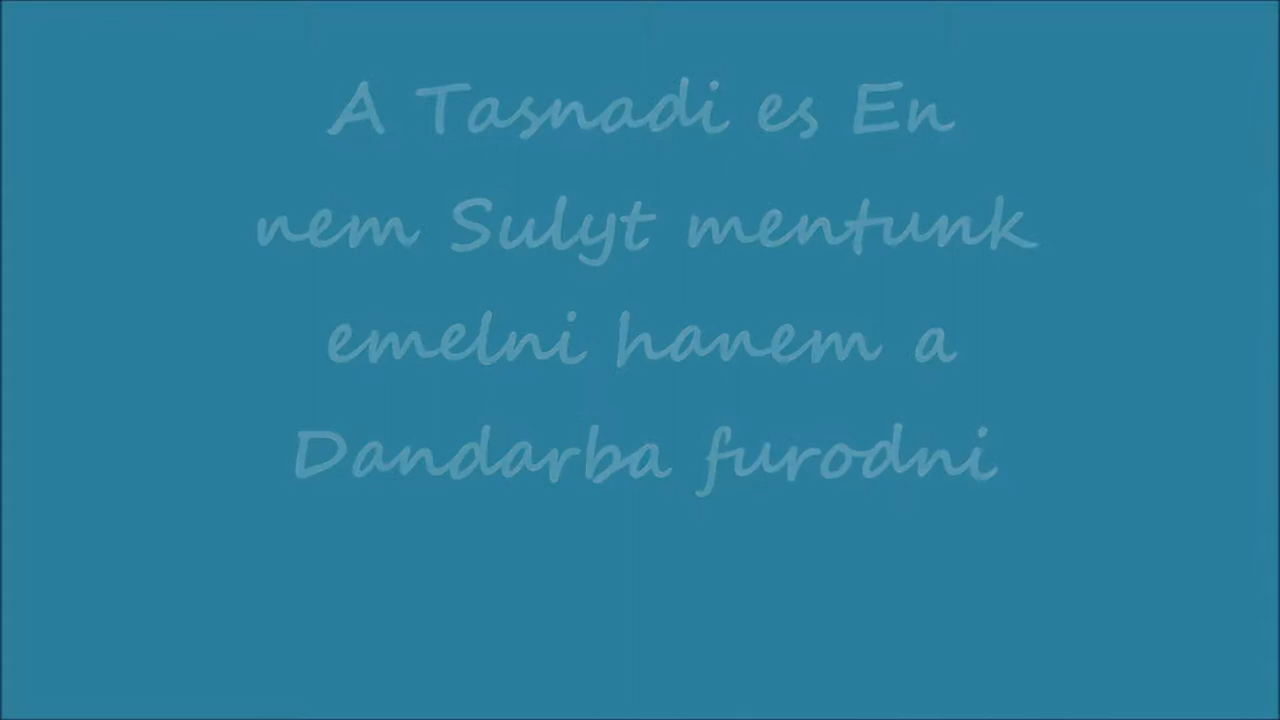 A Tasnadi es En
nem Sulyt mentunk
emelni hanem a
Dandarba furodni